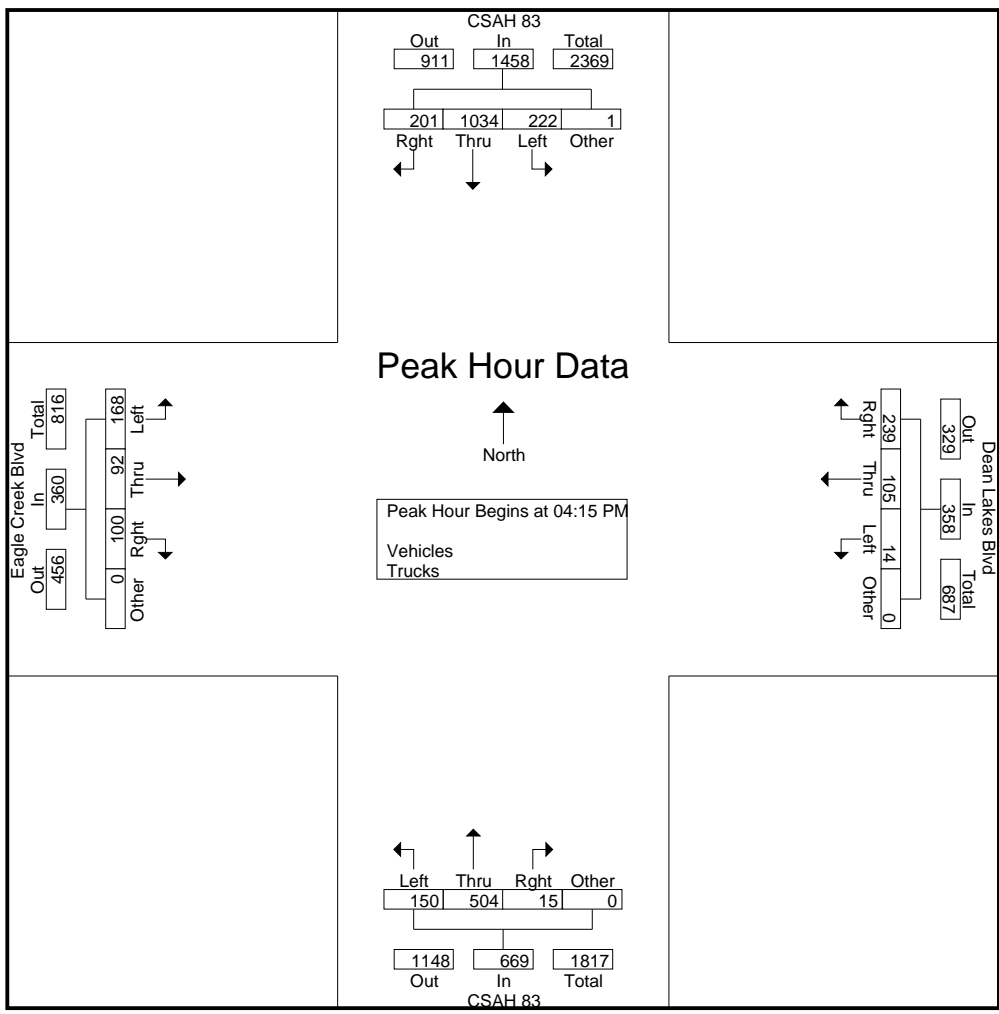 CSAH 83
Out In Total
911 1458 2369
201 1034 222 1
Rght Thru Left Other
Peak Hour Data
North
Peak Hour Begins at 04:15 PM
Vehicles
Trucks
Eagle Creek Blvd
Out In Total
456 360 816
0 100 92 168
Other Rght Thru Left
Dean Lakes Blvd
Out In Total
329 358 687
239 105 14 0
Rght Thru Left Other
Left Thru Rght Other
150 504 15 0
1148 669 1817
Out In Total
CSAH 83